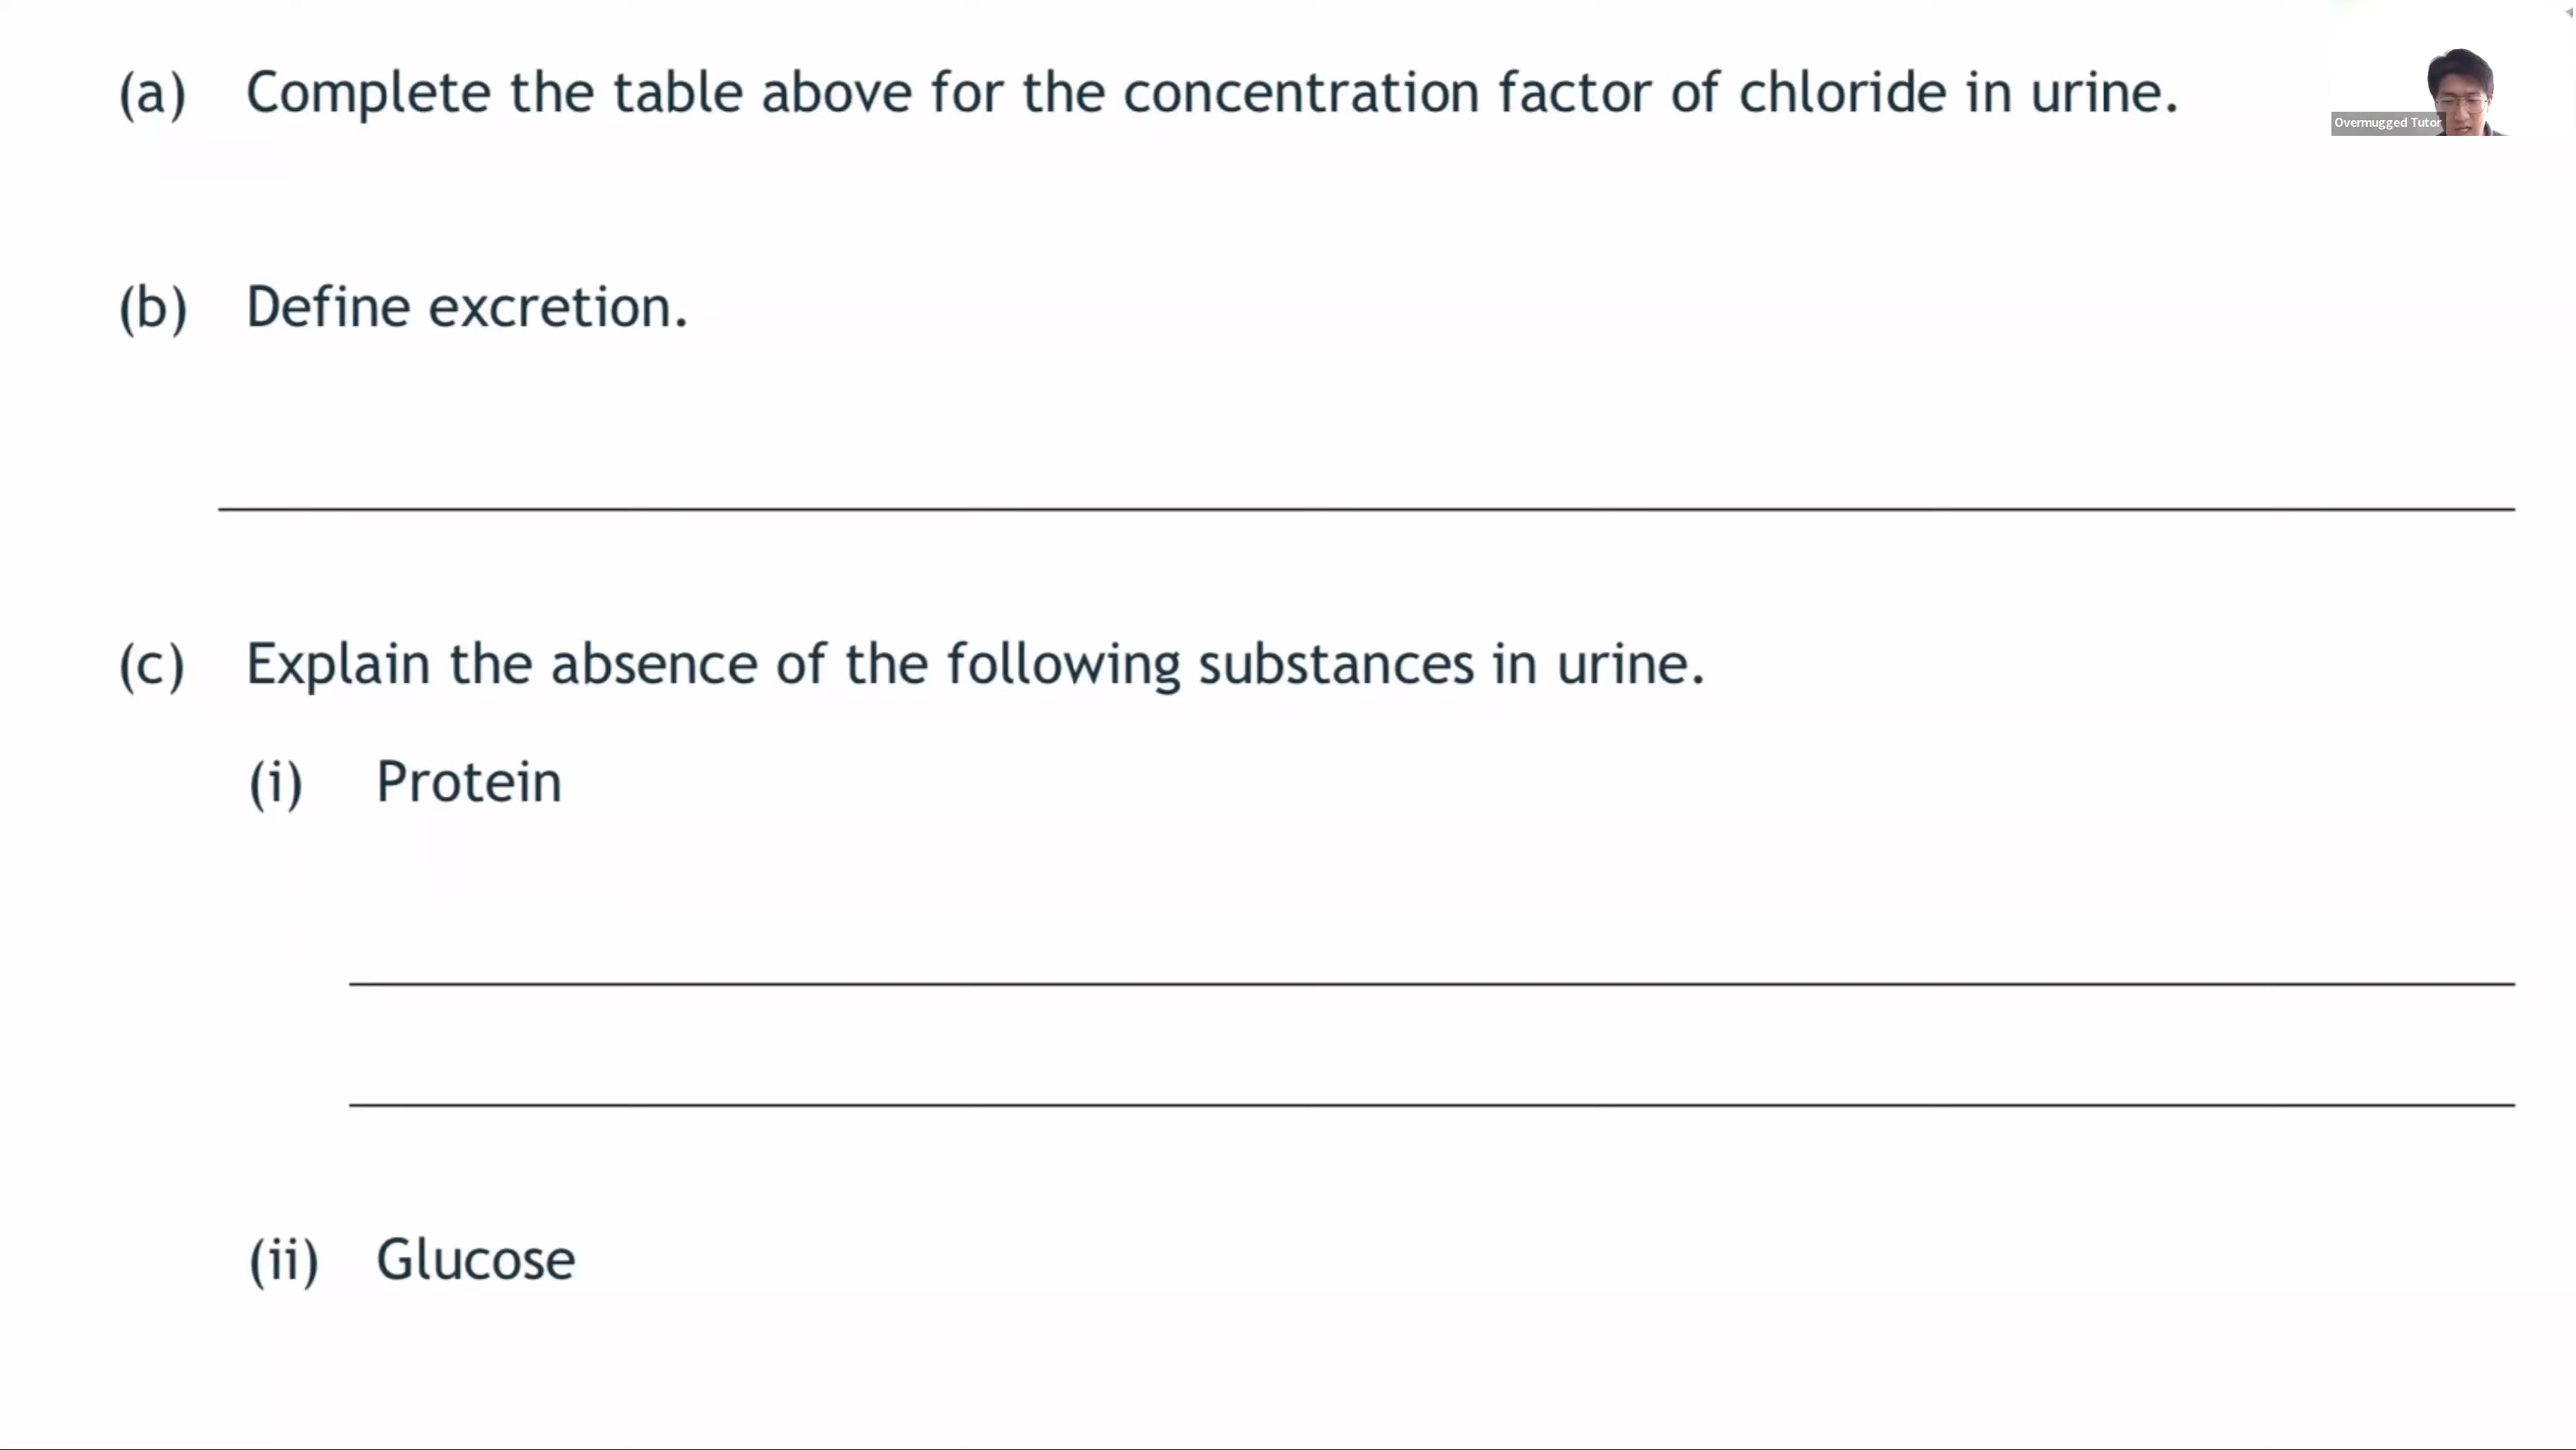 (a) Complete the table above for the concentration factor of chloride in urine.
Overmugged Tutor
(b) Define excretion.
(c) Explain the absence of the following substances in urine.
(i) Protein
(ii) Glucose